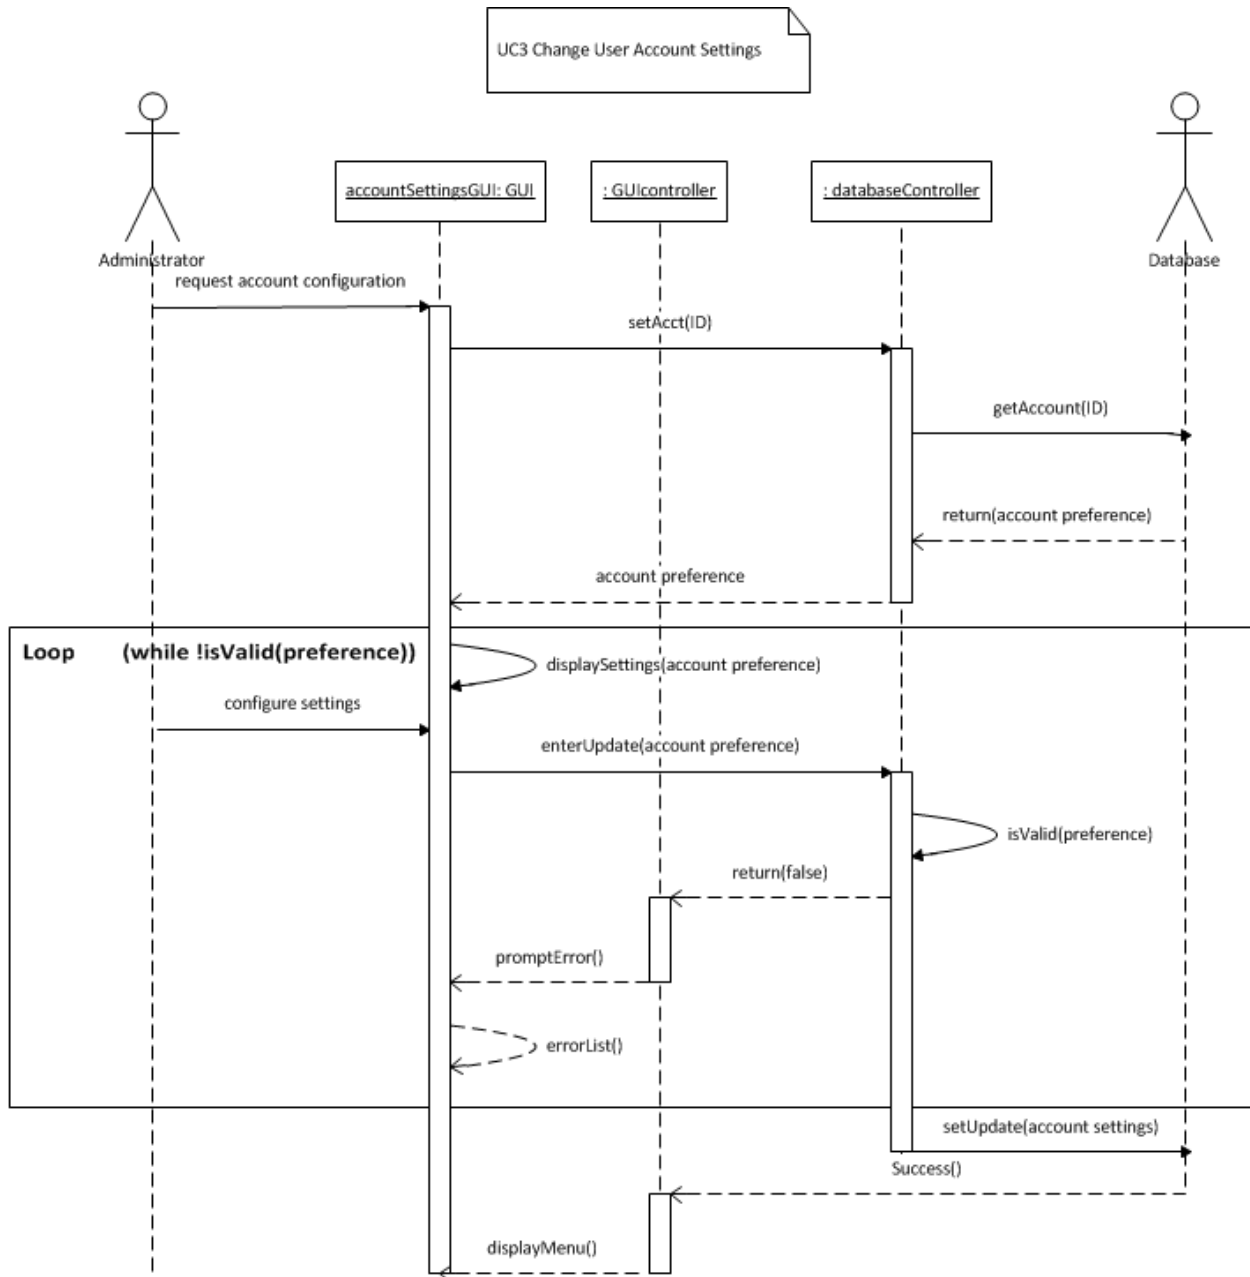 UC3 Change User Account Settings
accountSettingsGUI: GUI
: GUIcontroller
: databaseController
Administrator
Database
request account configuration
setAcct(ID)
getAccount(ID)
return(account preference)
account preference
Loop (while !isValid(preference))
displaySettings(account preference)
configure settings
enterUpdate(account preference)
isValid(preference)
return(false)
promptError()
errorList()
setUpdate(account settings)
Success()
displayMenu()